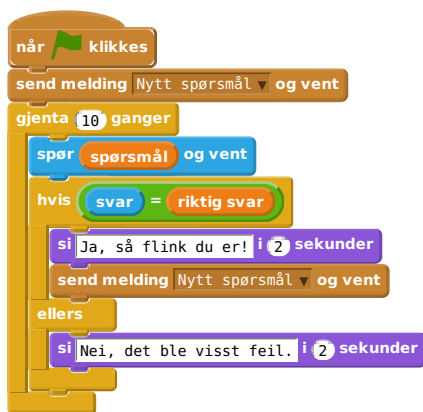 når klikkes
send melding Nytt spørsmål og vent
gjenta 10 ganger
spør spørsmål og vent
hvis svar = riktig svar
si Ja, så flink du er! i 2 sekunder
send melding Nytt spørsmål og vent
ellers
si Nei, det ble visst feil. i 2 sekunder